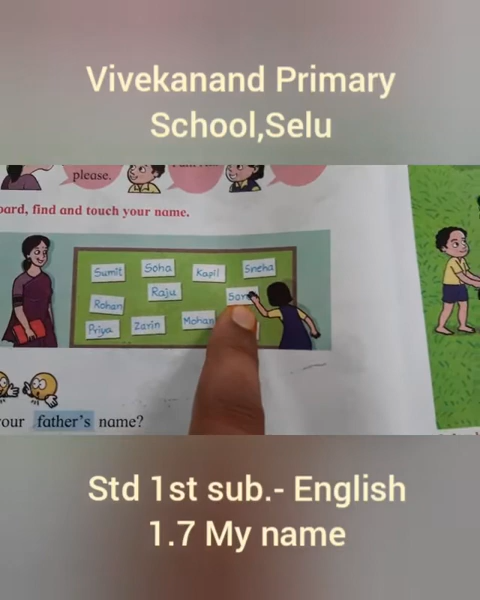 Vivekanand Primary
School,Selu
please.
oard, find and touch your name.
Sumit Soha Kapil Sneha
Rohan Raju
Priya Zarin Mohan
our father's name?
Std 1st sub.- English
1.7 My name